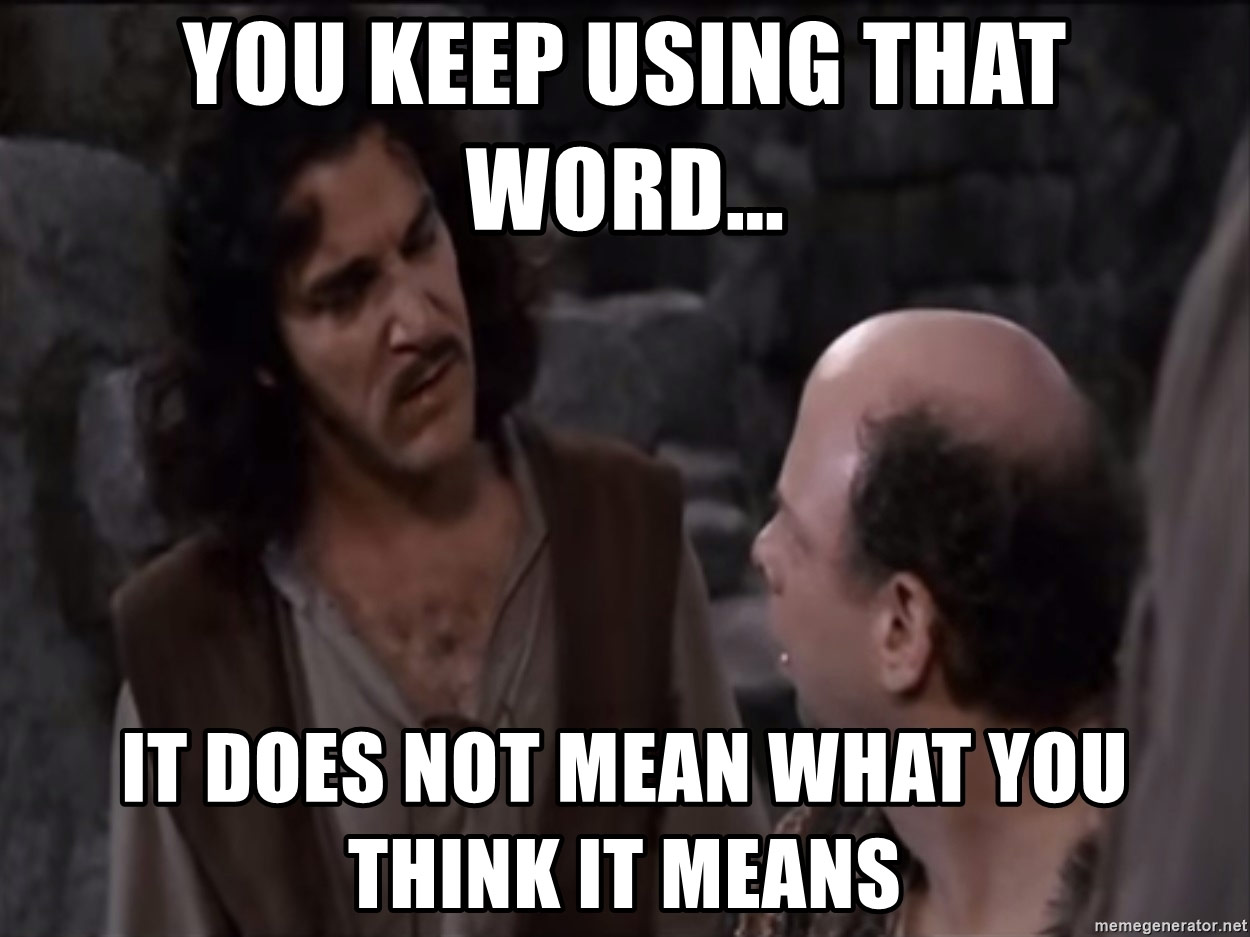 YOU KEEP USING THAT
WORD...
IT DOES NOT MEAN WHAT YOU
THINK IT MEANS
memegenerator.net